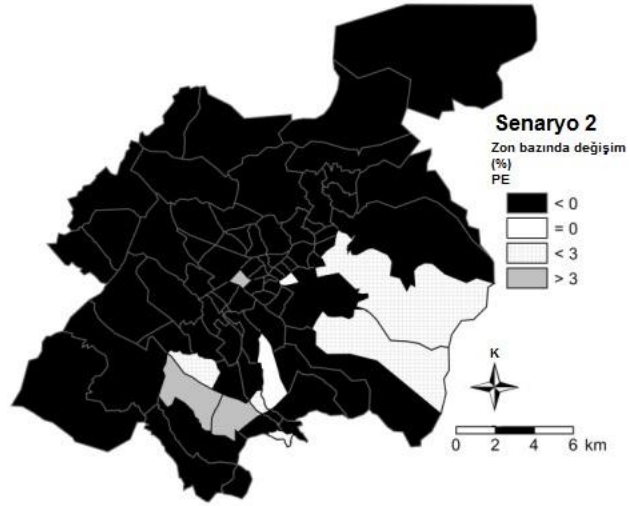 Senaryo 2
Zon bazında değişim
(%)
PE
< 0
= 0
< 3
> 3
K
0 2 4 6 km